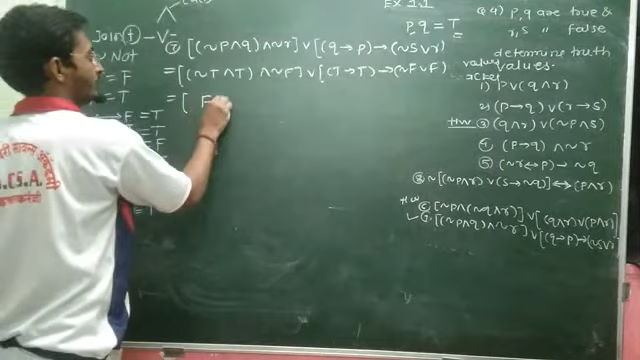 Join(t) - V=
~ Not
= F
= T
F = T
= T
= F
EX 1.1
p, q = T
⑦ [(~p∧q)∧~r]∨[(q→p)→(~s∨r)
=[(~T∧T)∧~F]∨[(T→T)→(~F∨F)
=[ F
Q 4) p, q are true &
r, s " false
determine truth
values.
1) p∨(q∧r)
2) (p→q)∨(r→s)
HW ③ (q∧r)∨(~p∧s)
④ (p→q)∧~r
⑤ (~r↔p)→~q
⑧ ~[(~p∧r)∨(s→~q)]↔(p∧r)
HW ⑥ [~p∧(~q∧r)]∨[(q∧r)∨(p∧r)]
⑦ [(~p∧q)∧~r]∨[(q→p)→(~s∨r)
C.S.A.